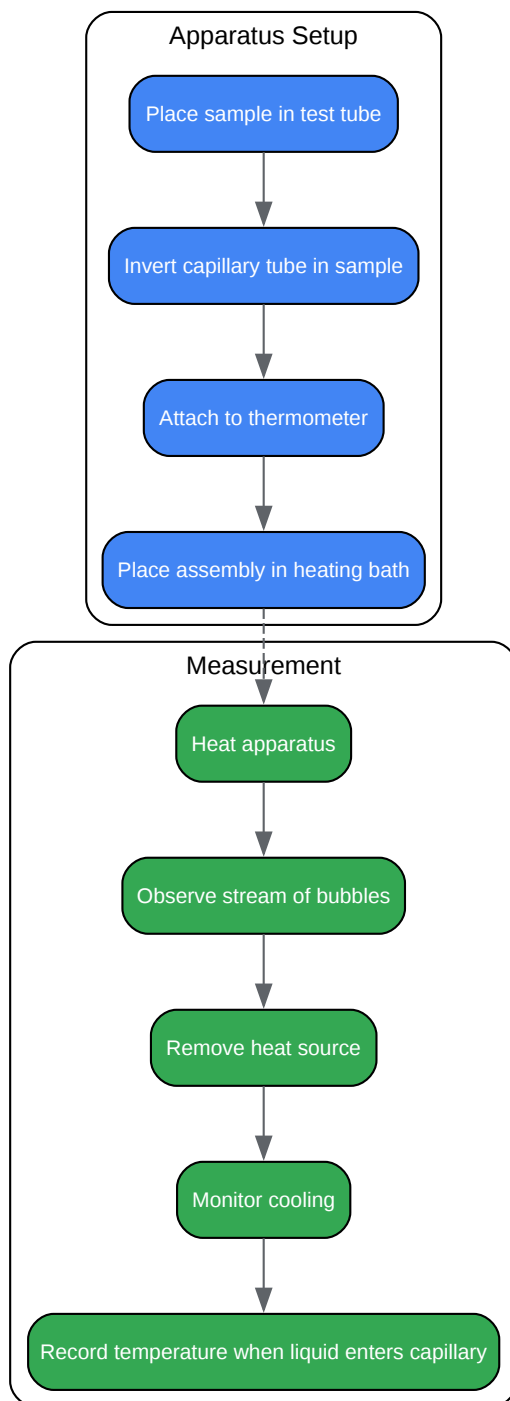 Apparatus Setup
Place sample in test tube
Invert capillary tube in sample
Attach to thermometer
Place assembly in heating bath
Measurement
Heat apparatus
Observe stream of bubbles
Remove heat source
Monitor cooling
Record temperature when liquid enters capillary